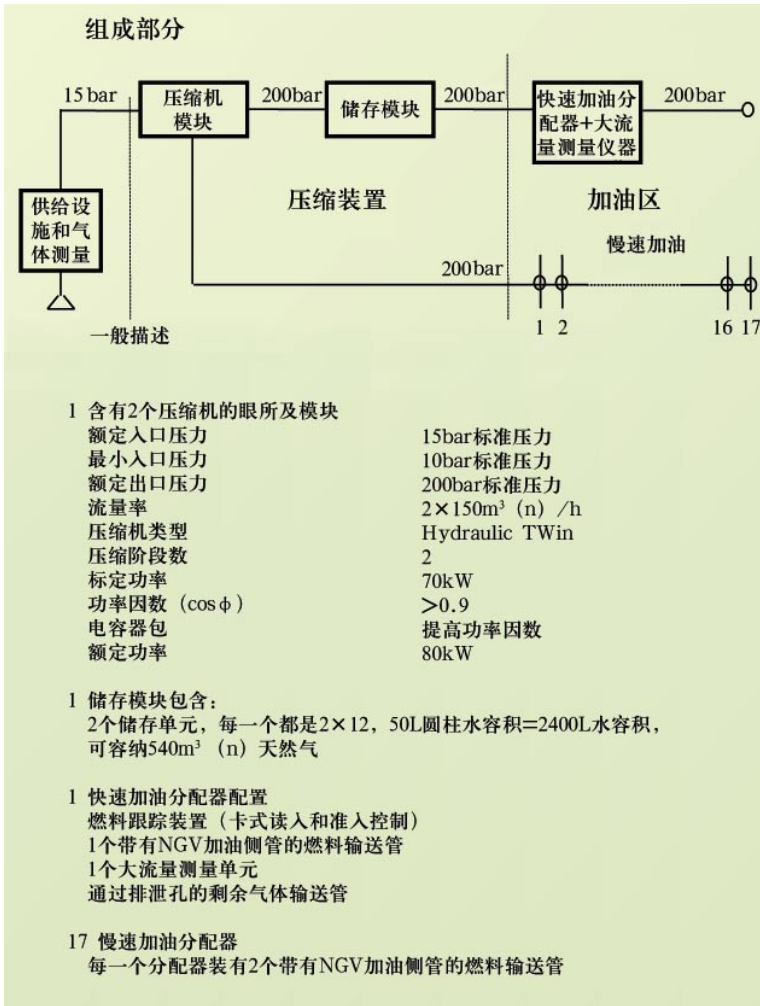 组成部分
15bar
压缩机
模块
200bar
储存模块
200bar
快速加油分
配器+大流
量测量仪器
200bar
供给设
施和气
体测量
压缩装置
加油区
慢速加油
200bar
一般描述
1 2 16 17
1 含有2个压缩机的眼所及模块
额定入口压力 15bar标准压力
最小入口压力 10bar标准压力
额定出口压力 200bar标准压力
流量率 2×150m³（n）/h
压缩机类型 Hydraulic TWin
压缩阶段数 2
标定功率 70kW
功率因数（cosϕ） >0.9
电容器包 提高功率因数
额定功率 80kW
1 储存模块包含：
2个储存单元，每一个都是2×12，50L圆柱水容积=2400L水容积，
可容纳540m³（n）天然气
1 快速加油分配器配置
燃料跟踪装置（卡式读入和准入控制）
1个带有NGV加油侧管的燃料输送管
1个大流量测量单元
通过排泄孔的剩余气体输送管
17 慢速加油分配器
每一个分配器装有2个带有NGV加油侧管的燃料输送管